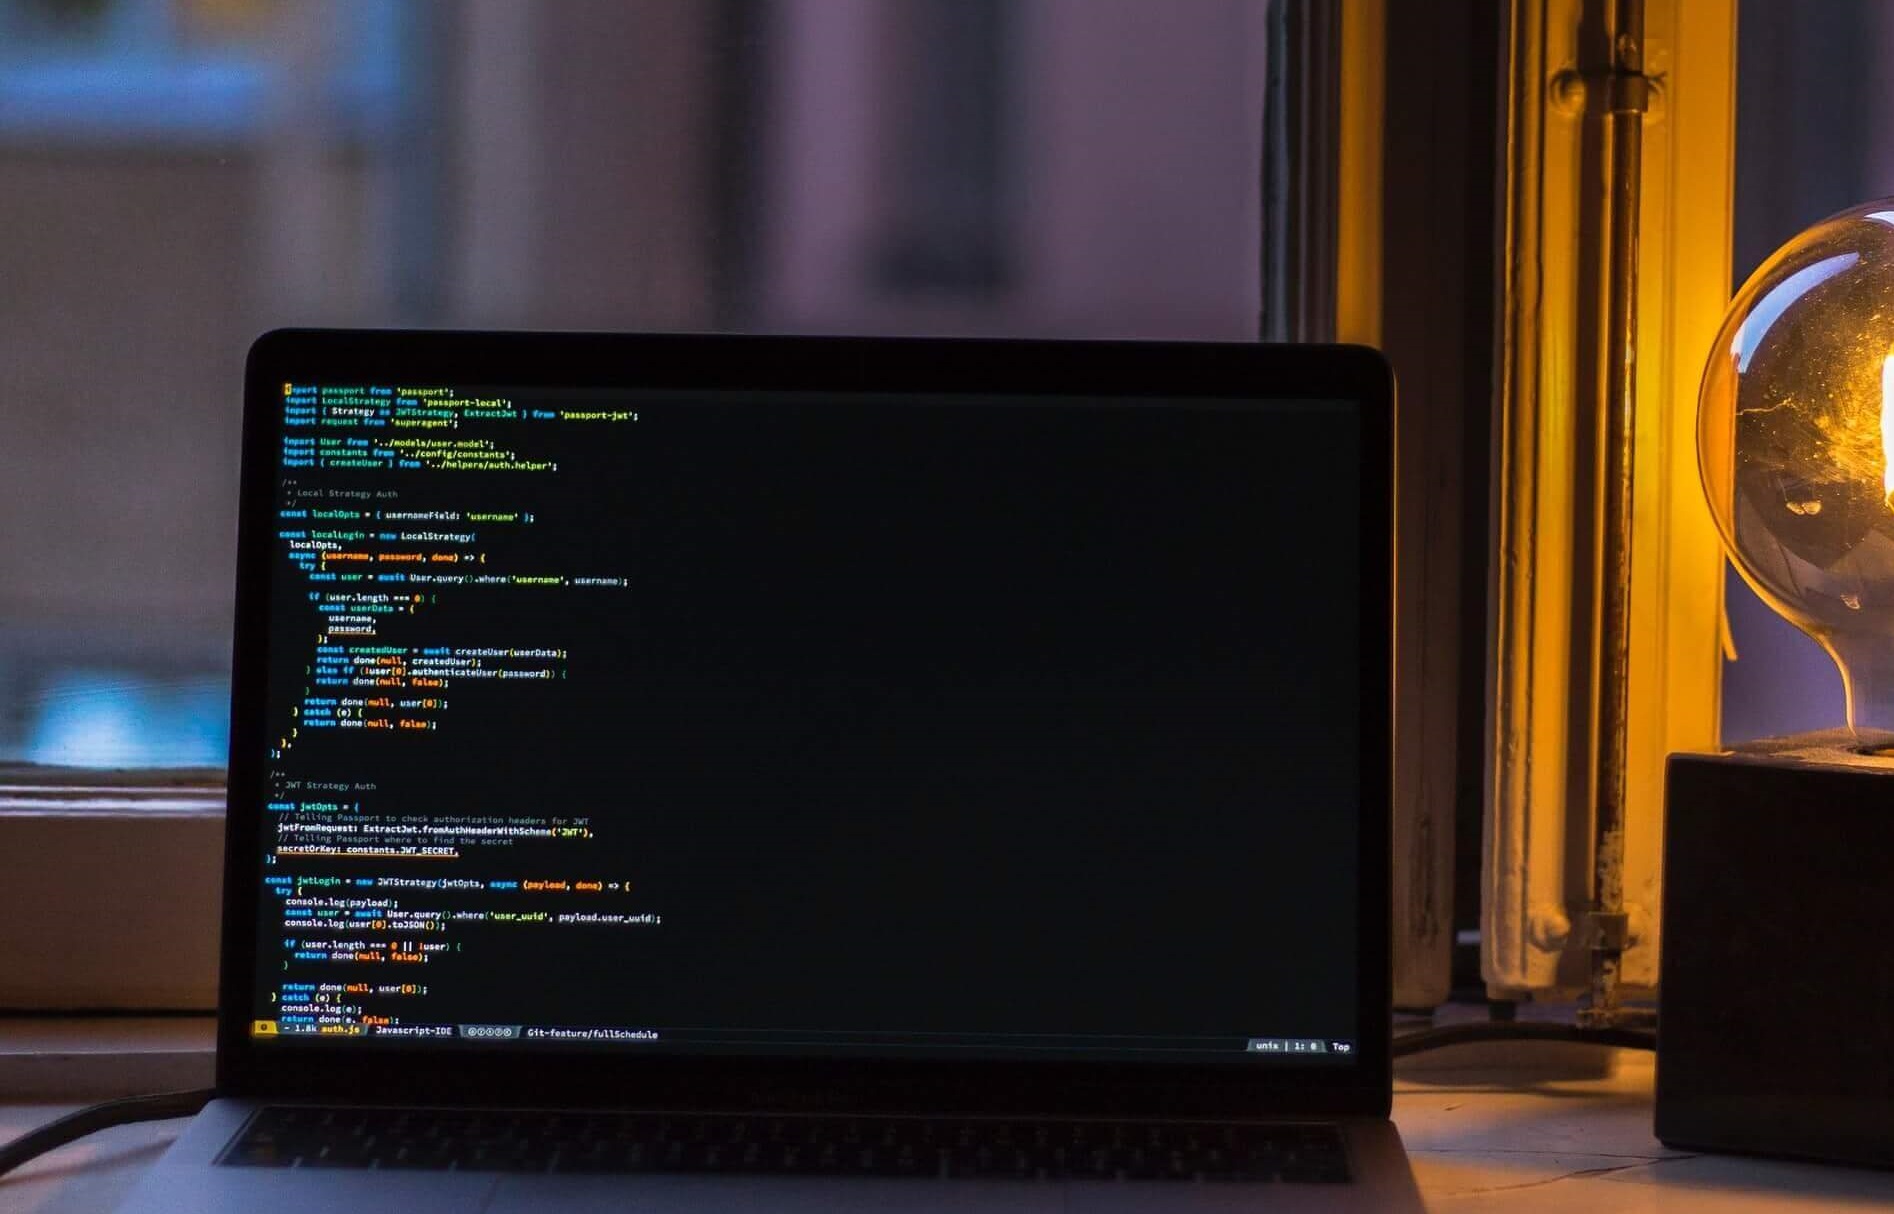 import passport from 'passport';
import LocalStrategy from 'passport-local';
import { Strategy as JWTStrategy, ExtractJwt } from 'passport-jwt';
import request from 'superagent';
import User from '../models/user.model';
import constants from '../config/constants';
import { createUser } from '../helpers/auth.helper';
/**
* Local Strategy Auth
*/
const localOpts = { usernameField: 'username' };
const localLogin = new LocalStrategy(
localOpts,
async (username, password, done) => {
try {
const user = await User.query().where('username', username);
if (user.length === 0) {
const userData = {
username,
password,
};
const createdUser = await createUser(userData);
return done(null, createdUser);
} else if (!user[0].authenticateUser(password)) {
return done(null, false);
}
return done(null, user[0]);
} catch (e) {
return done(null, false);
}
},
);
/**
* JWT Strategy Auth
*/
const jwtOpts = {
// Telling Passport to check authorization headers for JWT
jwtFromRequest: ExtractJwt.fromAuthHeaderWithScheme('JWT'),
// Telling Passport where to find the secret
secretOrKey: constants.JWT_SECRET,
};
const jwtLogin = new JWTStrategy(jwtOpts, async (payload, done) => {
try {
console.log(payload);
const user = await User.query().where('user_uuid', payload.user_uuid);
console.log(user[0].toJSON());
if (user.length === 0 || !user) {
return done(null, false);
}
return done(null, user[0]);
} catch (e) {
console.log(e);
return done(e, false);
- 1.8k auth.js Javascript-IDE Git-feature/fullSchedule unix | 1: 0 Top